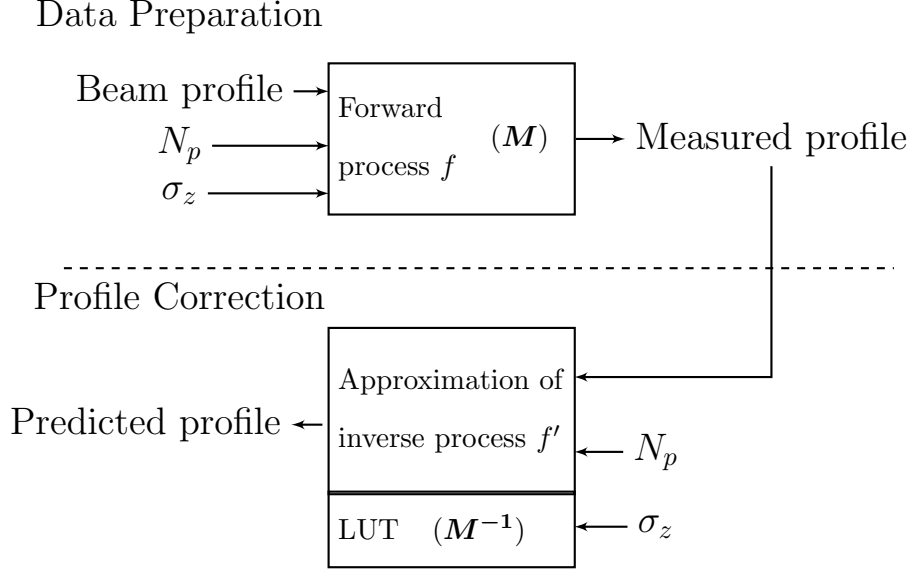 Data Preparation
Beam profile
N_p
σ_z
Forward
process f
(M)
Measured profile
Profile Correction
Approximation of
inverse process f′
Predicted profile
N_p
LUT (M⁻¹)
σ_z